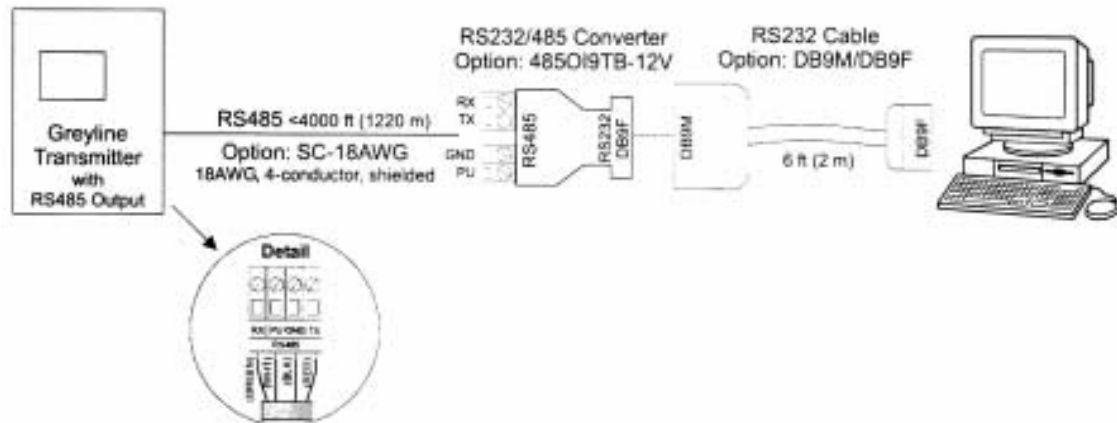 Greyline
Transmitter
with
RS485 Output
RS485 <4000 ft (1220 m)
Option: SC-18AWG
18AWG, 4-conductor, shielded
RS232/485 Converter
Option: 485OI9TB-12V
RX
TX
GND
PU
RS485
RS232
DB9F
RS232 Cable
Option: DB9M/DB9F
DB9M
6 ft (2 m)
DB9F
Detail
RX PU GND TX
RS485